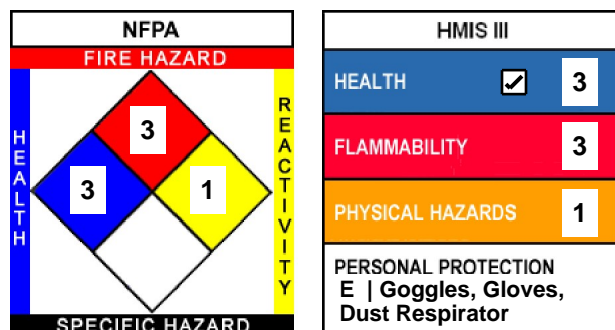 NFPA
FIRE HAZARD
HEALTH
3
3
1
REACTIVITY
SPECIFIC HAZARD
HMIS III
HEALTH 3
FLAMMABILITY 3
PHYSICAL HAZARDS 1
PERSONAL PROTECTION
E | Goggles, Gloves,
Dust Respirator